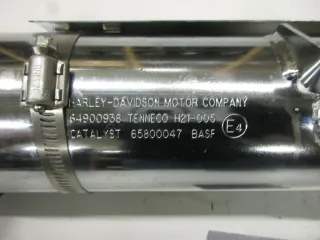 HARLEY-DAVIDSON MOTOR COMPANY
64900938 TENNECO H21-005
CATALYST 65800047 BASF E4